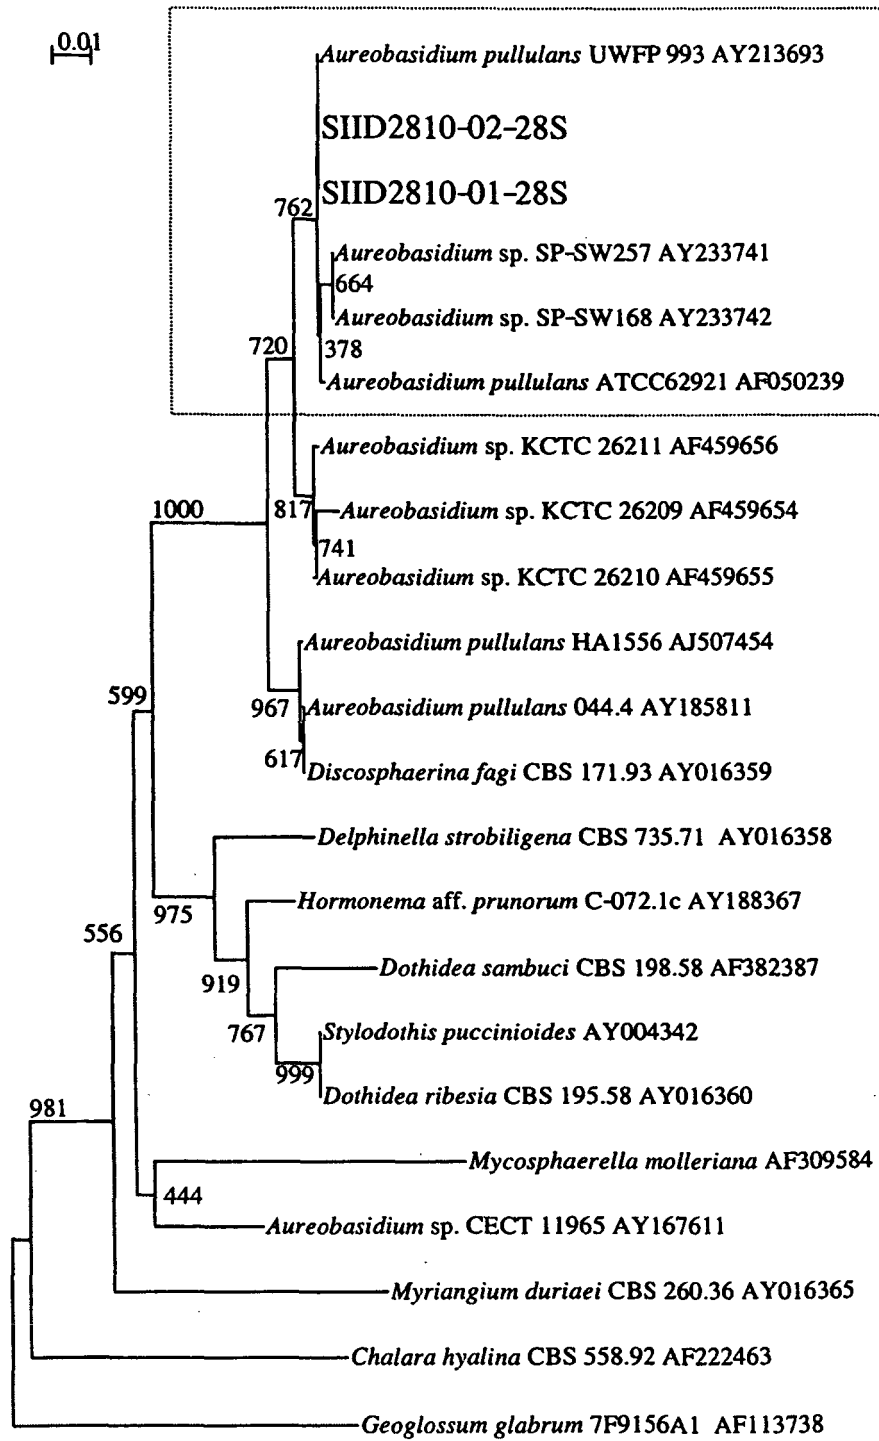 0.01
Aureobasidium pullulans UWFP 993 AY213693
SIID2810-02-28S
SIID2810-01-28S
762
Aureobasidium sp. SP-SW257 AY233741
664
Aureobasidium sp. SP-SW168 AY233742
720
378
Aureobasidium pullulans ATCC62921 AF050239
Aureobasidium sp. KCTC 26211 AF459656
1000
817
Aureobasidium sp. KCTC 26209 AF459654
741
Aureobasidium sp. KCTC 26210 AF459655
Aureobasidium pullulans HA1556 AJ507454
599
967
Aureobasidium pullulans 044.4 AY185811
617
Discosphaerina fagi CBS 171.93 AY016359
Delphinella strobiligena CBS 735.71 AY016358
Hormonema aff. prunorum C-072.1c AY188367
975
556
Dothidea sambuci CBS 198.58 AF382387
919
767
Stylodothis puccinioides AY004342
999
Dothidea ribesia CBS 195.58 AY016360
981
Mycosphaerella molleriana AF309584
444
Aureobasidium sp. CECT 11965 AY167611
Myriangium duriaei CBS 260.36 AY016365
Chalara hyalina CBS 558.92 AF222463
Geoglossum glabrum 7F9156A1 AF113738